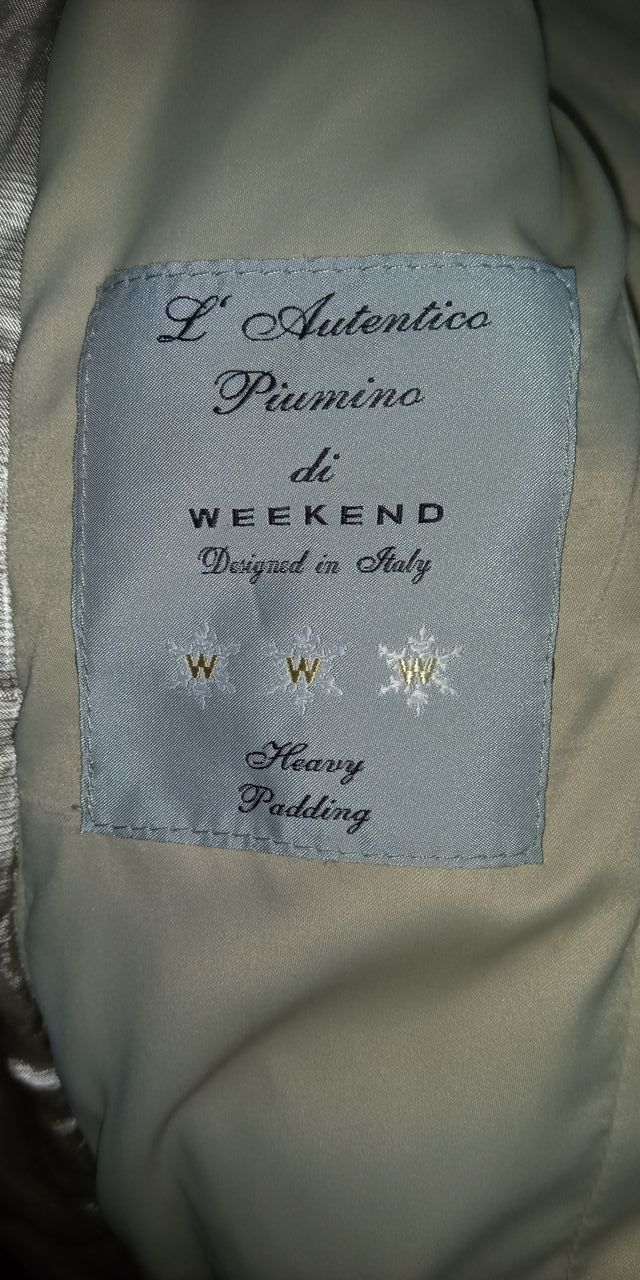 L' Autentico
Piumino
di
WEEKEND
Designed in Italy
W W W
Heavy
Padding